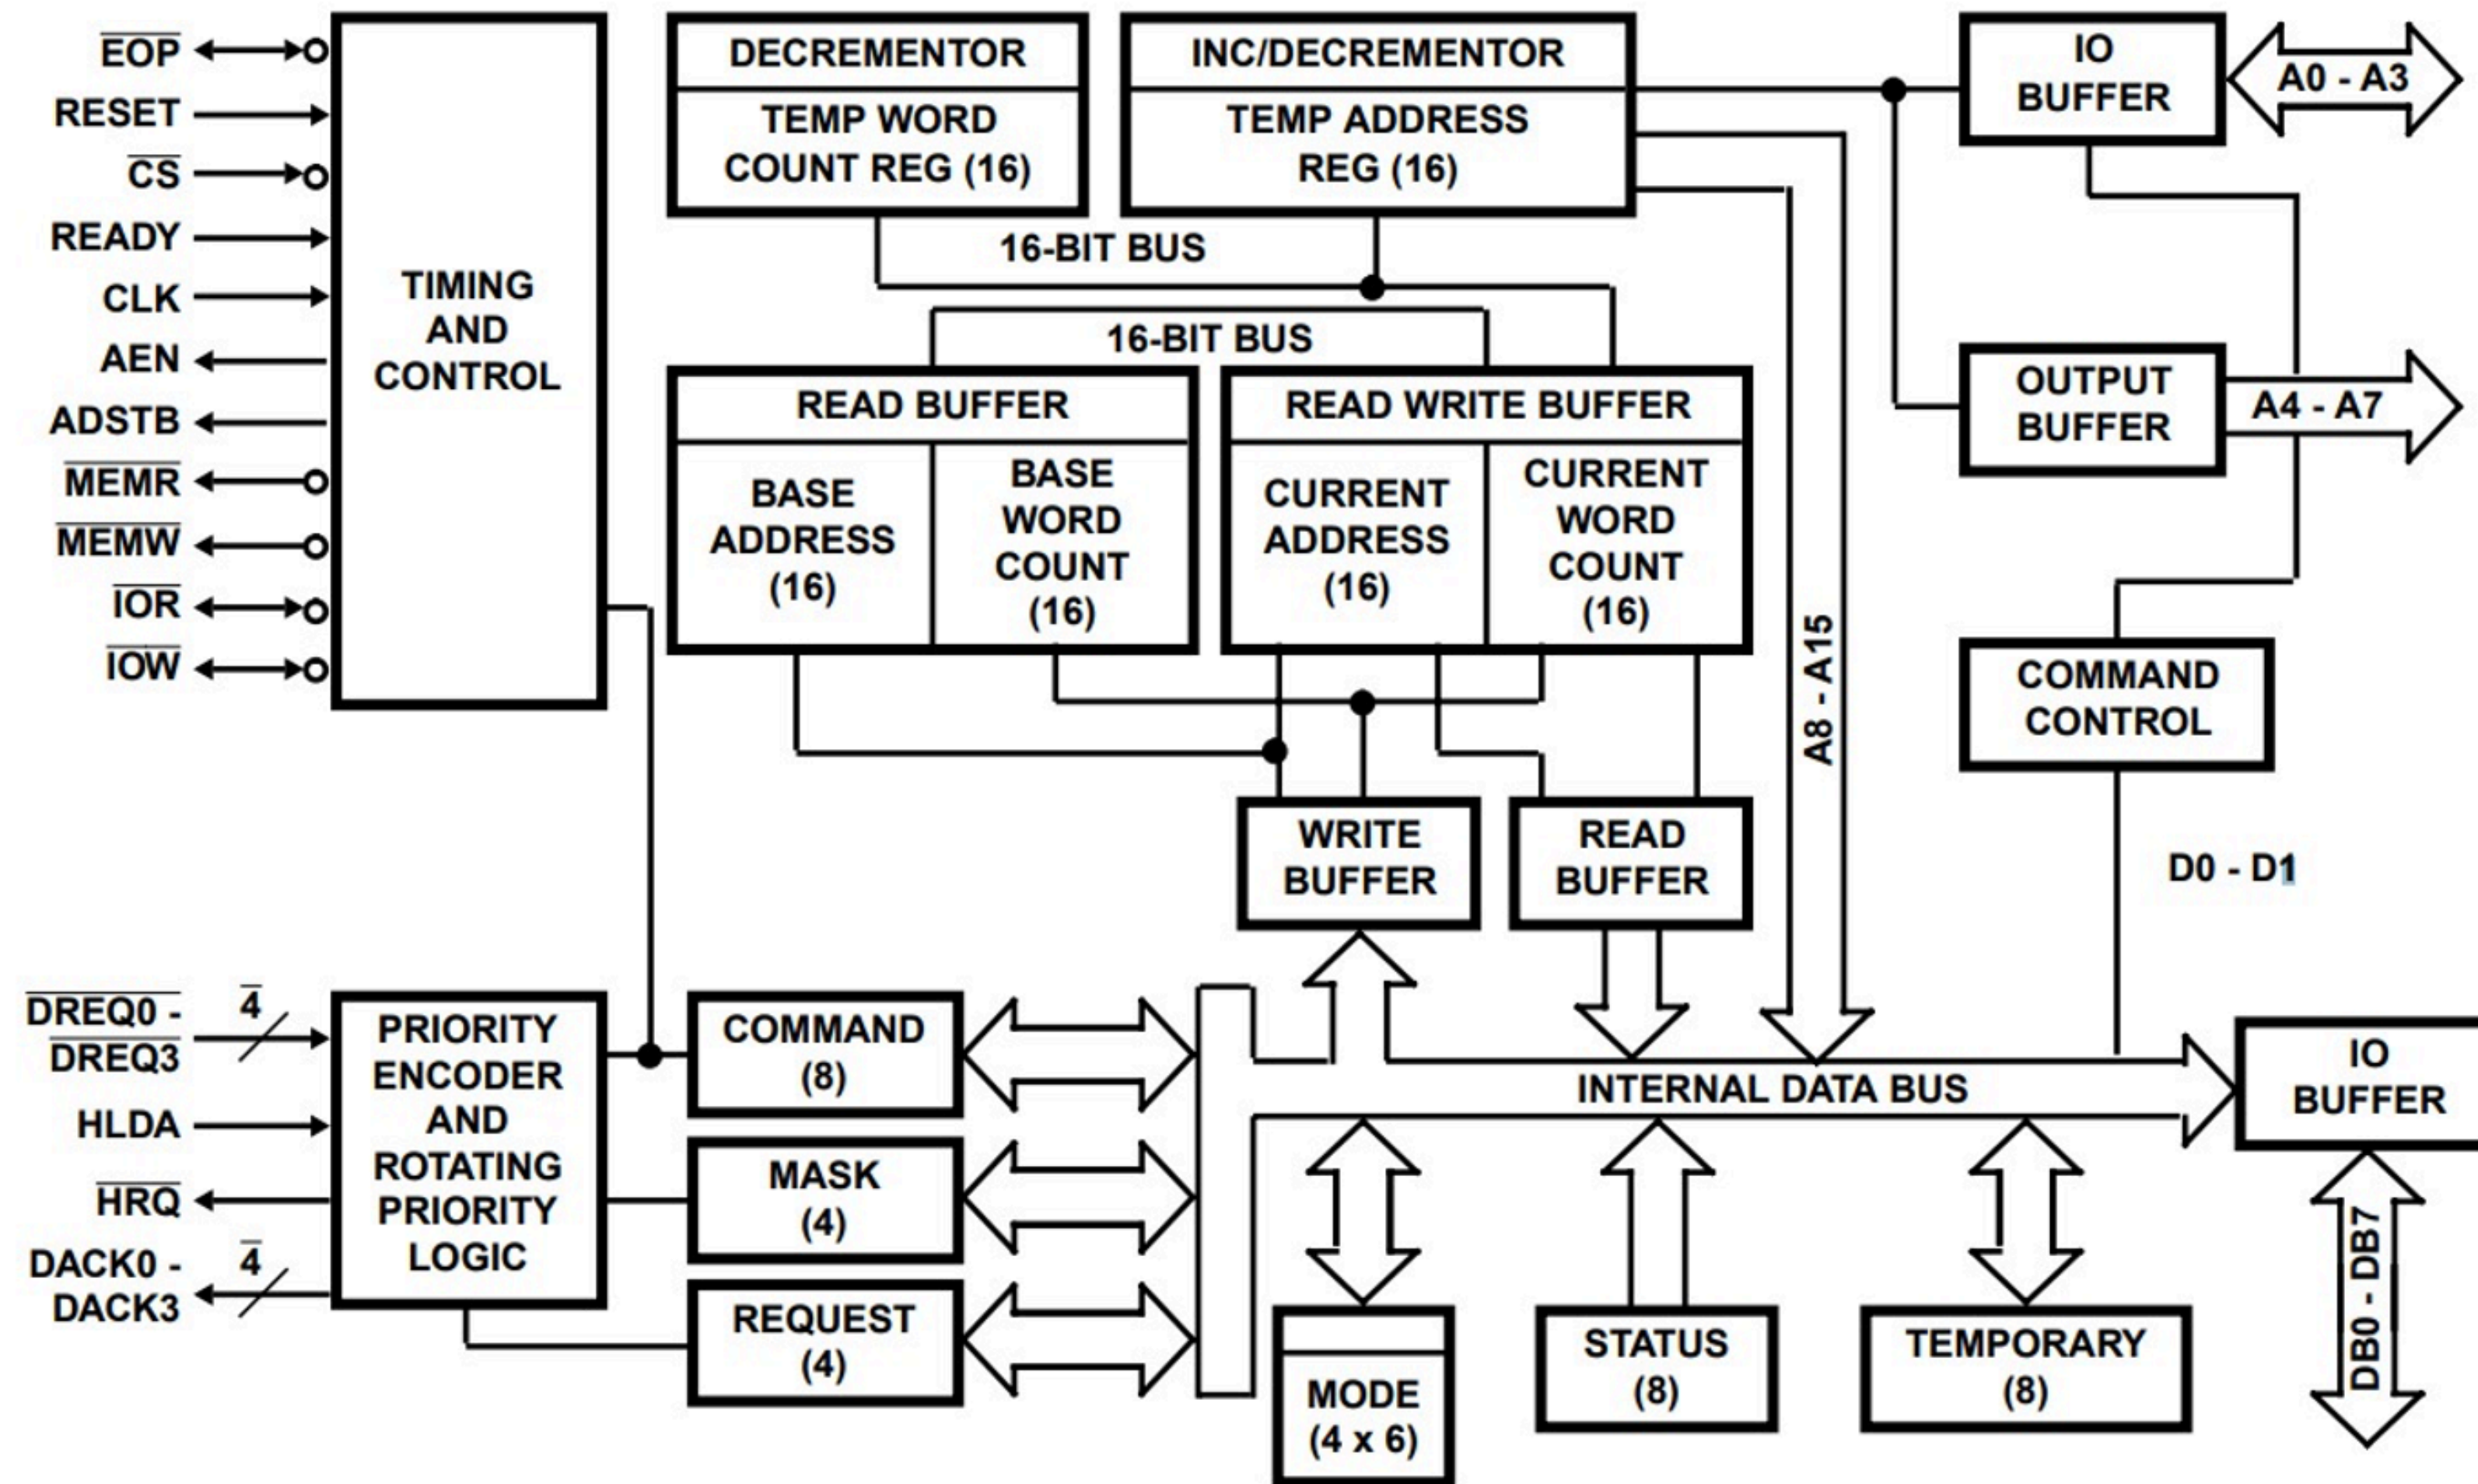 EOP
RESET
CS
READY
CLK
AEN
ADSTB
MEMR
MEMW
IOR
IOW
TIMING
AND
CONTROL
DECREMENTOR
TEMP WORD
COUNT REG (16)
INC/DECREMENTOR
TEMP ADDRESS
REG (16)
IO
BUFFER
A0 - A3
16-BIT BUS
16-BIT BUS
READ BUFFER
BASE
ADDRESS
(16)
BASE
WORD
COUNT
(16)
READ WRITE BUFFER
CURRENT
ADDRESS
(16)
CURRENT
WORD
COUNT
(16)
OUTPUT
BUFFER
A4 - A7
A8 - A15
COMMAND
CONTROL
WRITE
BUFFER
READ
BUFFER
D0 - D1
DREQ0 -
DREQ3
4
HLDA
HRQ
DACK0 -
DACK3
4
PRIORITY
ENCODER
AND
ROTATING
PRIORITY
LOGIC
COMMAND
(8)
MASK
(4)
REQUEST
(4)
INTERNAL DATA BUS
IO
BUFFER
MODE
(4 x 6)
STATUS
(8)
TEMPORARY
(8)
DB0 - DB7